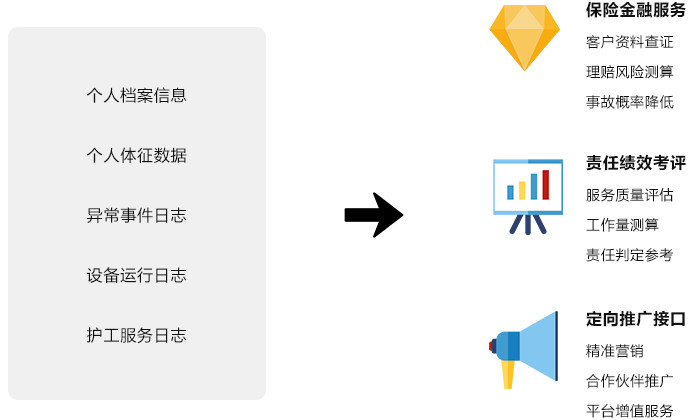 个人档案信息
个人体征数据
异常事件日志
设备运行日志
护工服务日志
保险金融服务
客户资料查证
理赔风险测算
事故概率降低
责任绩效考评
服务质量评估
工作量测算
责任判定参考
定向推广接口
精准营销
合作伙伴推广
平台增值服务